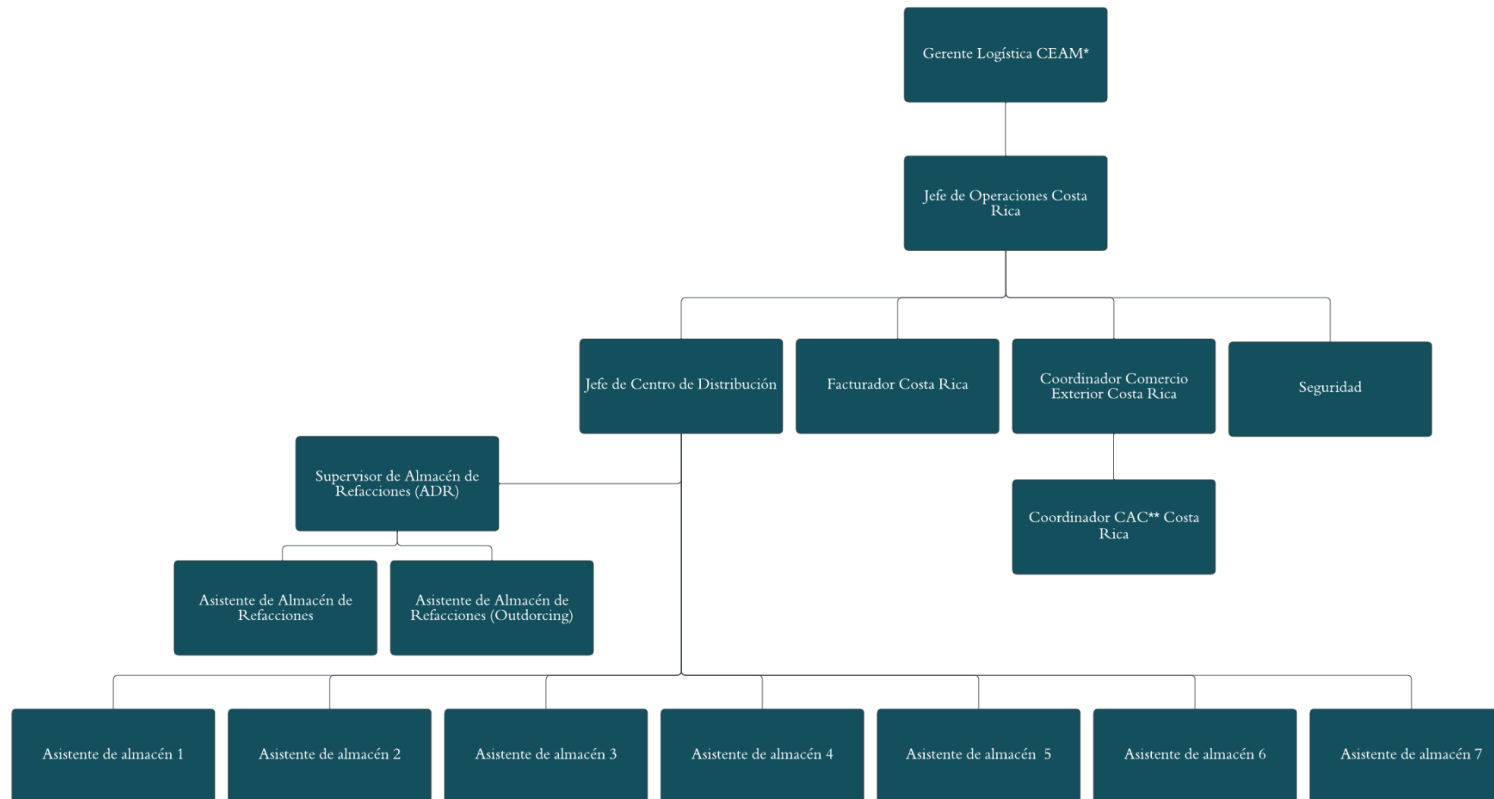 Gerente Logística CEAM*
Jefe de Operaciones Costa
Rica
Jefe de Centro de Distribución
Facturador Costa Rica
Coordinador Comercio
Exterior Costa Rica
Seguridad
Supervisor de Almacén de
Refacciones (ADR)
Coordinador CAC** Costa
Rica
Asistente de Almacén de
Refacciones
Asistente de Almacén de
Refacciones (Outdorcing)
Asistente de almacén 1
Asistente de almacén 2
Asistente de almacén 3
Asistente de almacén 4
Asistente de almacén 5
Asistente de almacén 6
Asistente de almacén 7